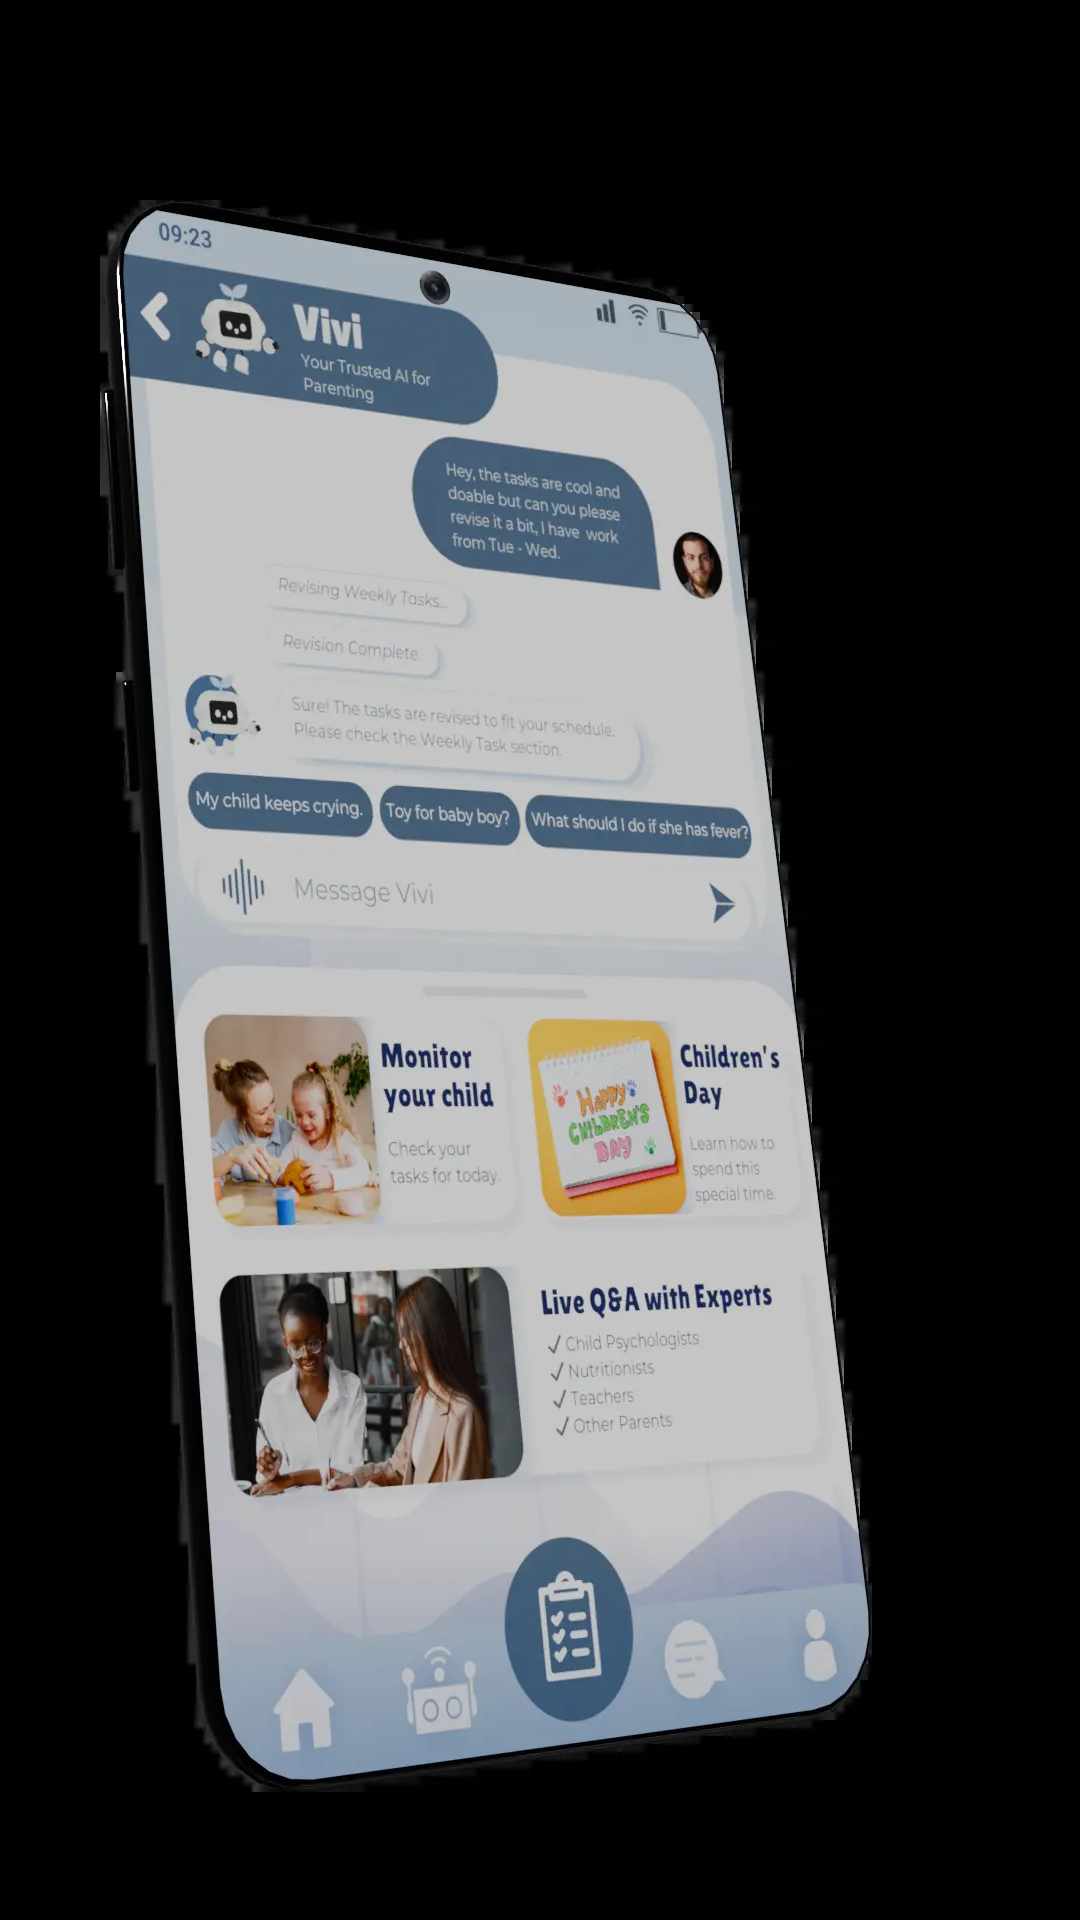 09:23
Vivi
Your Trusted AI for
Parenting
Hey, the tasks are cool and
doable but can you please
revise it a bit, I have work
from Tue - Wed.
Revising Weekly Tasks...
Revision Complete.
Sure! The tasks are revised to fit your schedule.
Please check the Weekly Task section.
My child keeps crying.
Toy for baby boy?
What should I do if she has fever?
Message Vivi
Monitor
your child
Check your
tasks for today.
HAPPY
CHILDREN'S
DAY
Children's
Day
Learn how to
spend this
special time.
Live Q&A with Experts
✓ Child Psychologists
✓ Nutritionists
✓ Teachers
✓ Other Parents